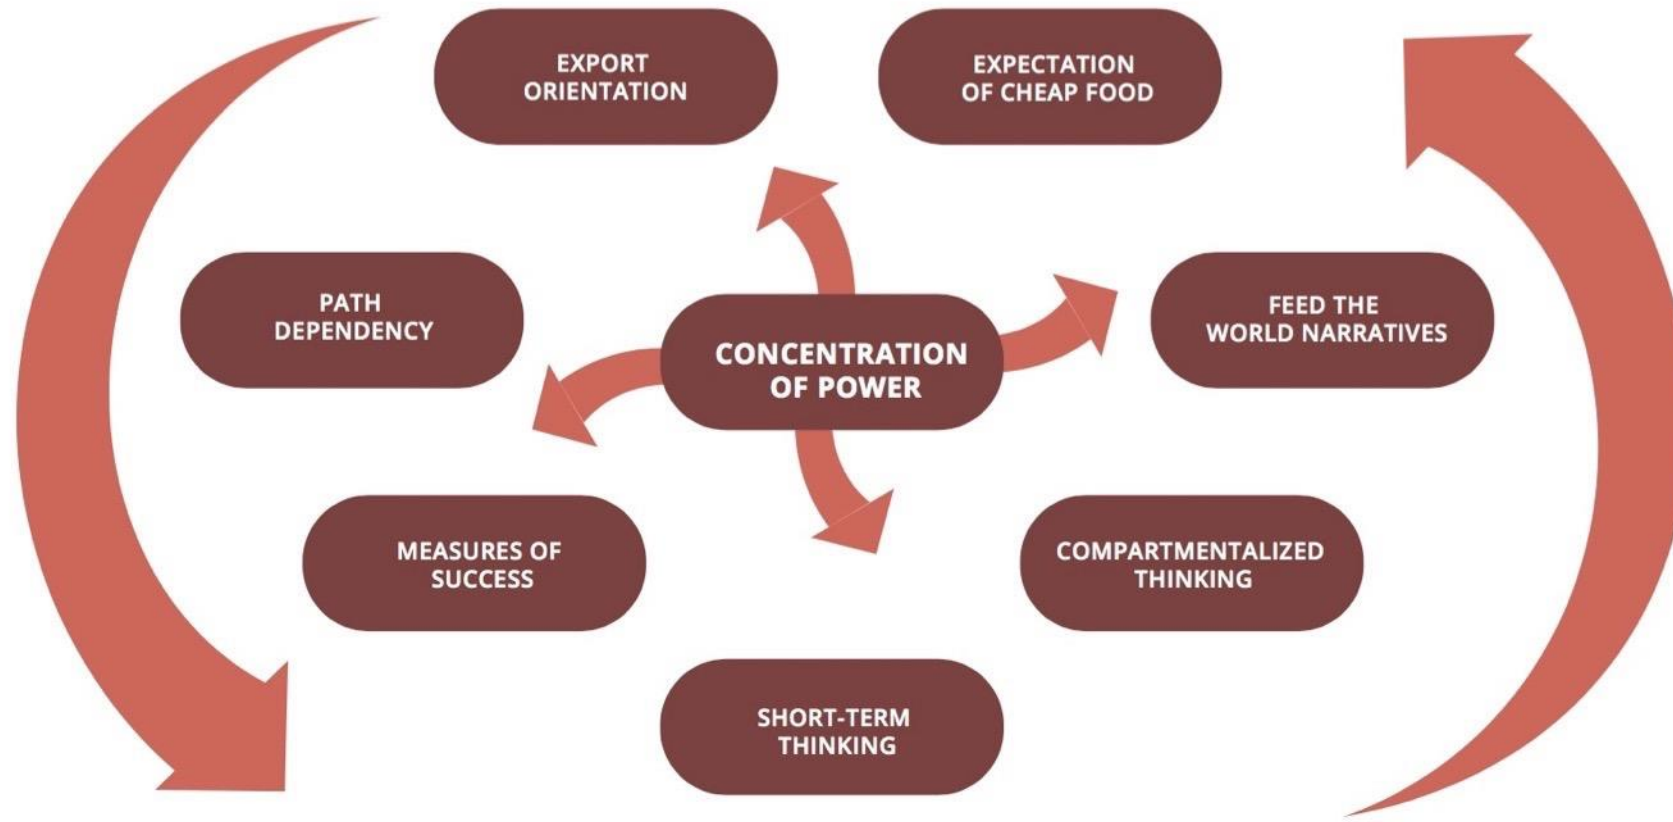 EXPORT
ORIENTATION
EXPECTATION
OF CHEAP FOOD
PATH
DEPENDENCY
FEED THE
WORLD NARRATIVES
CONCENTRATION
OF POWER
MEASURES OF
SUCCESS
COMPARTMENTALIZED
THINKING
SHORT-TERM
THINKING